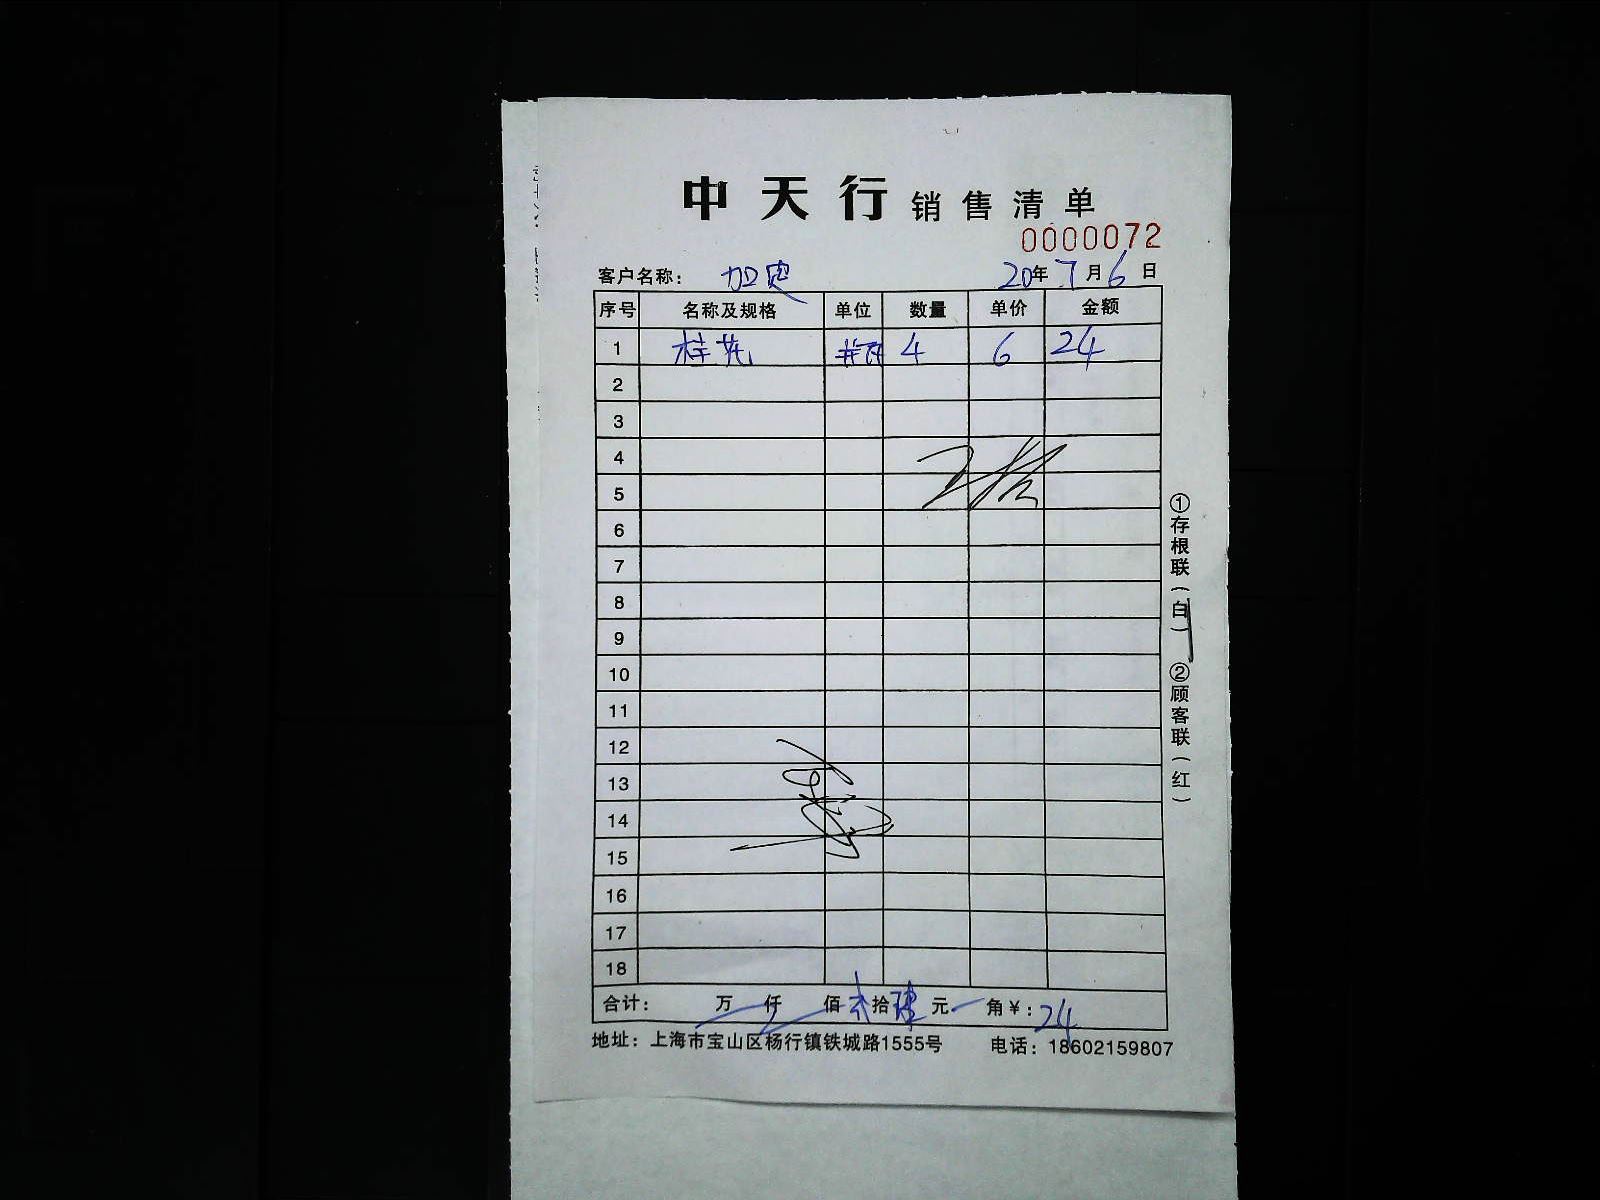 中天行 销售清单
0000072
客户名称： 加 20年7月6日
序号 名称及规格 单位 数量 单价 金额
1 桂花 4 6 24
2
3
4
5
6
7
8
9
10
11
12
13
14
15
16
17
18
合计： 万 仟 佰 拾 元 角￥：24
地址：上海市宝山区杨行镇铁城路1555号 电话：18602159807
①存根联（白） ②顾客联（红）